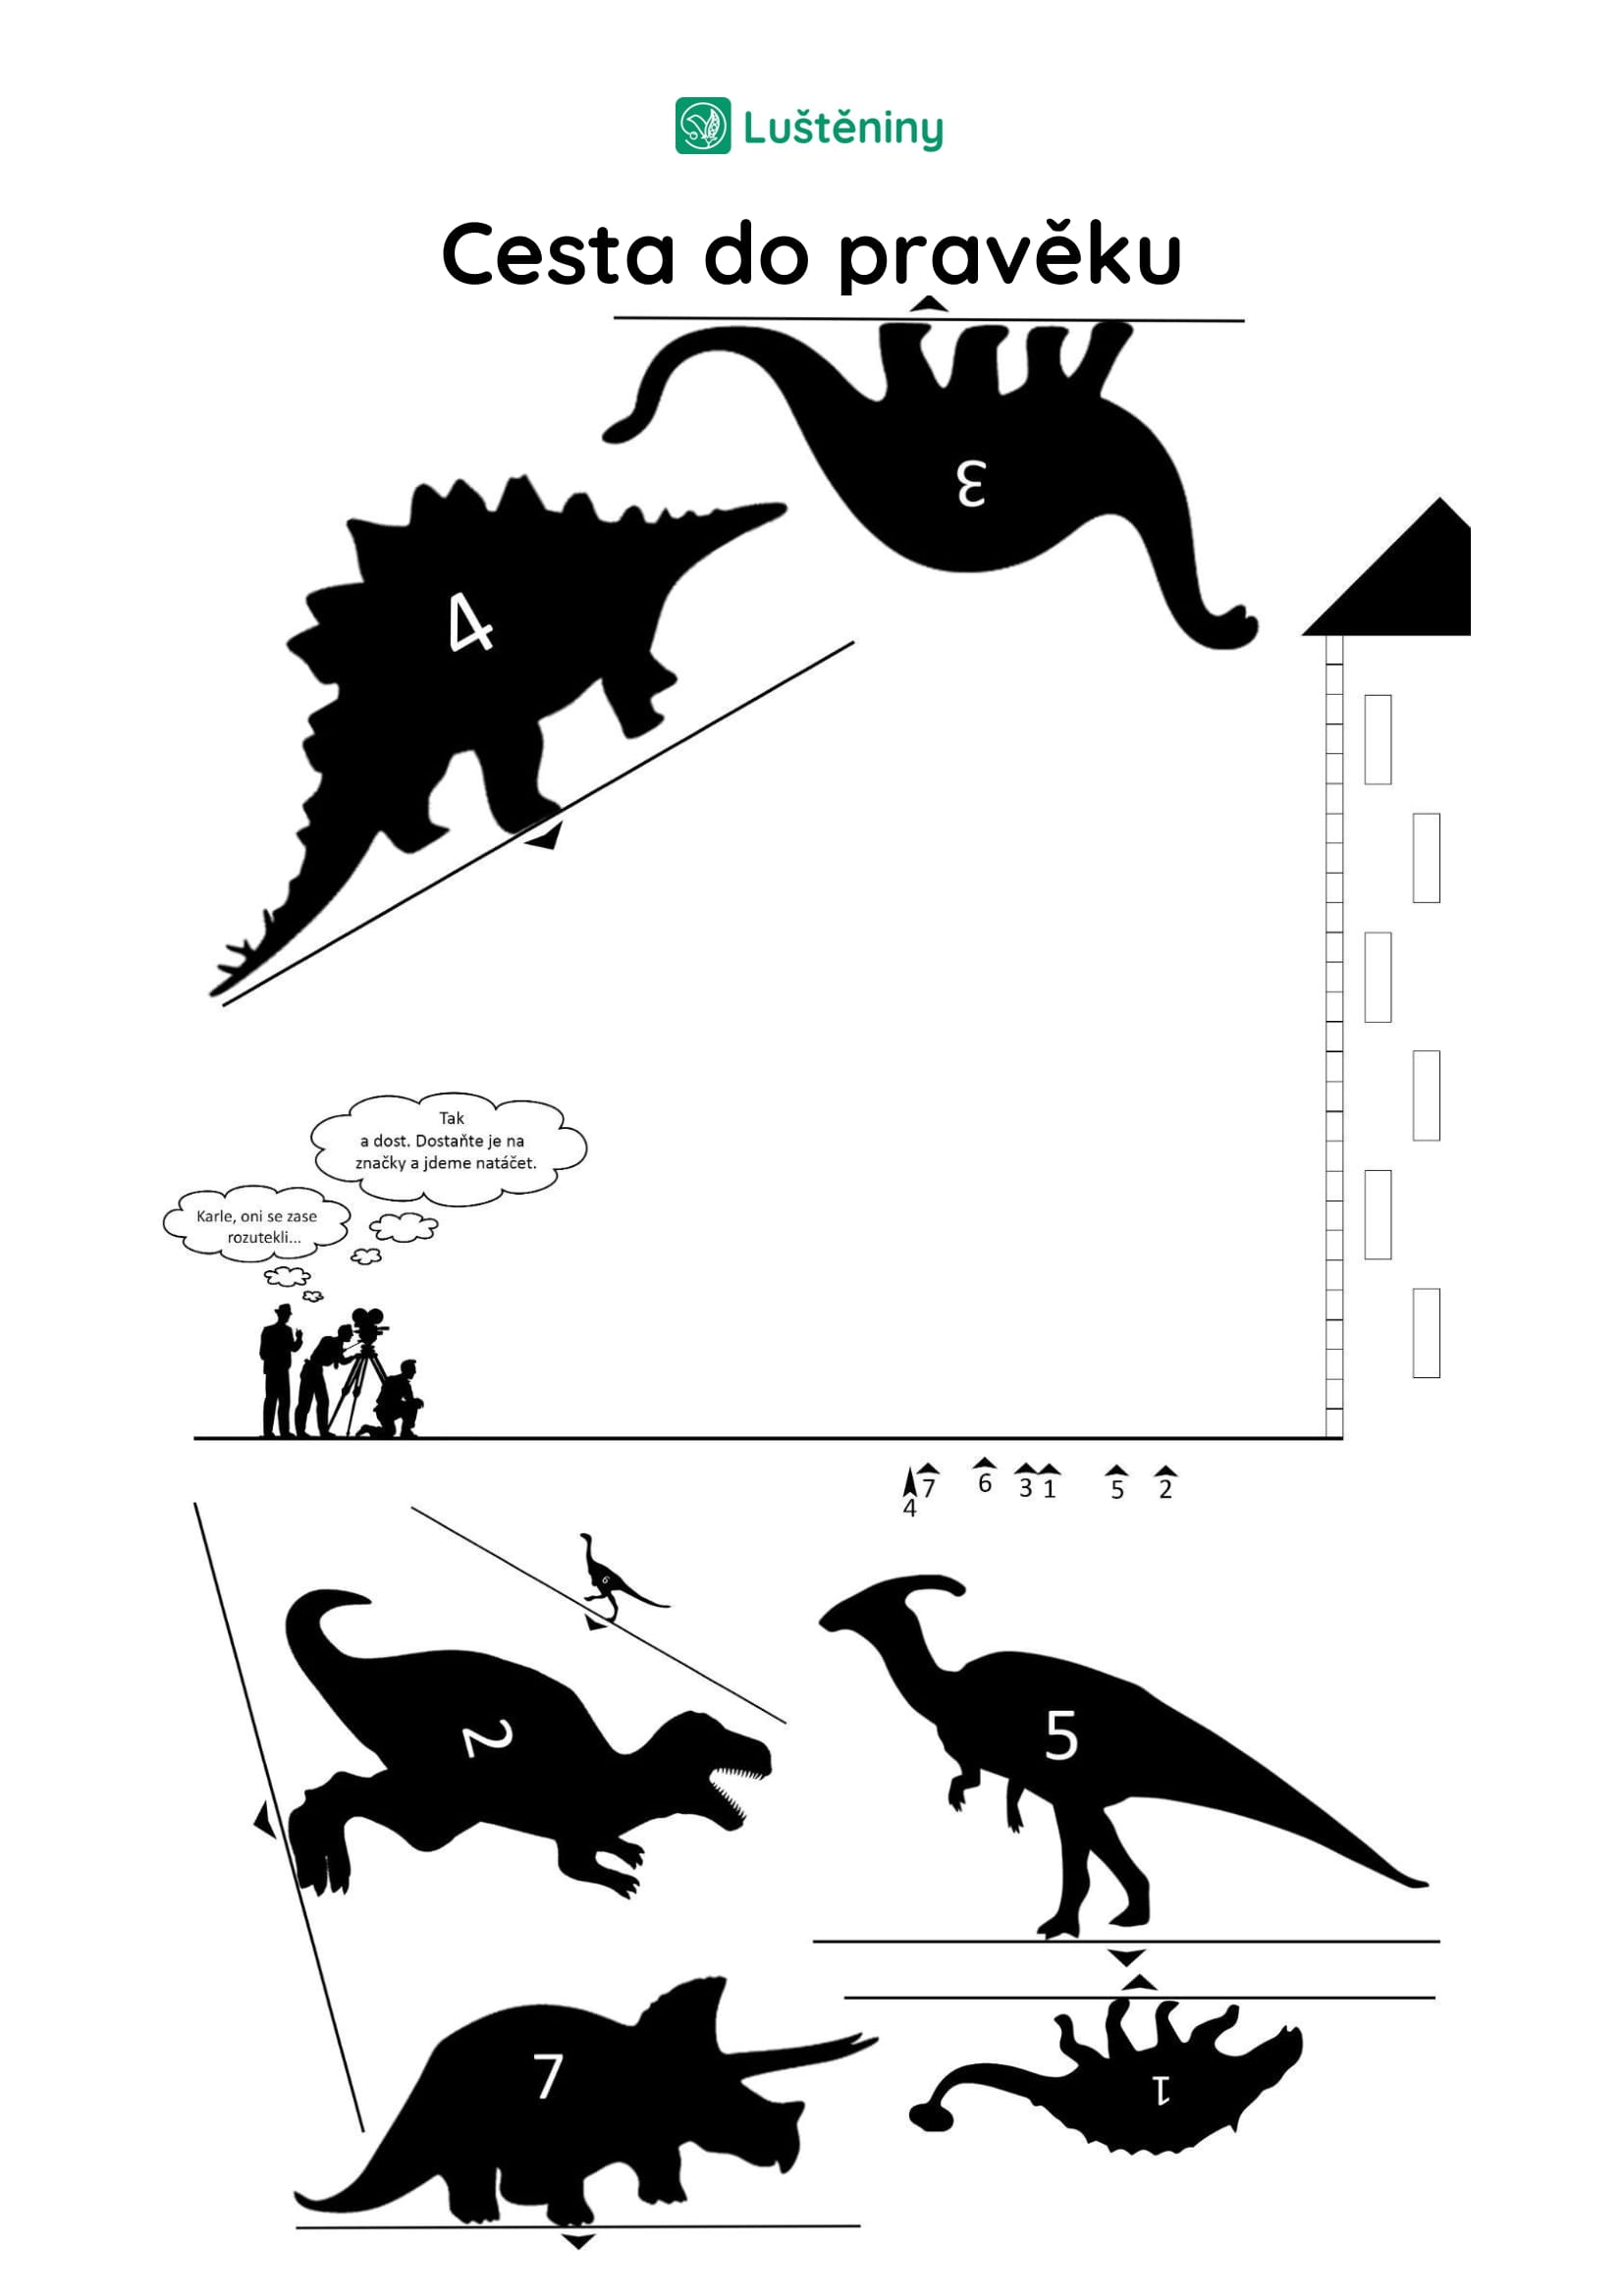 Luštěniny
Cesta do pravěku
3
4
Tak
a dost. Dostaňte je na
značky a jdeme natáčet.
Karle, oni se zase
rozutekli...
4 7 6 3 1 5 2
6
2
5
7
1